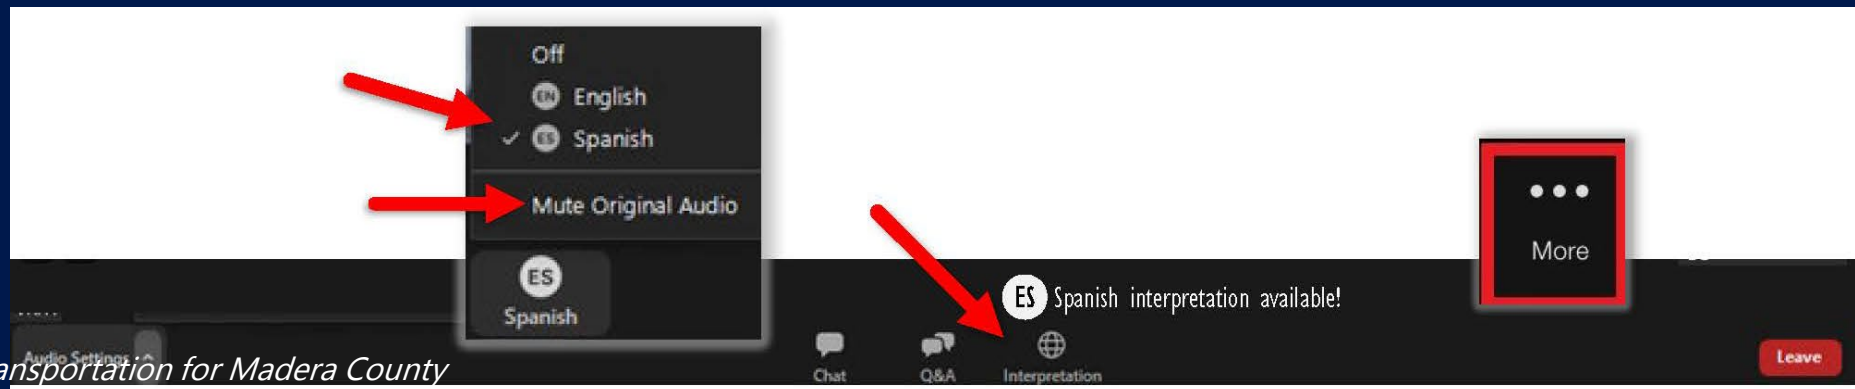 Off
EN English
ES Spanish
Mute Original Audio
ES
Spanish
More
ES Spanish interpretation available!
Audio Settings
for Madera County
Chat
Q&A
Interpretation
Leave